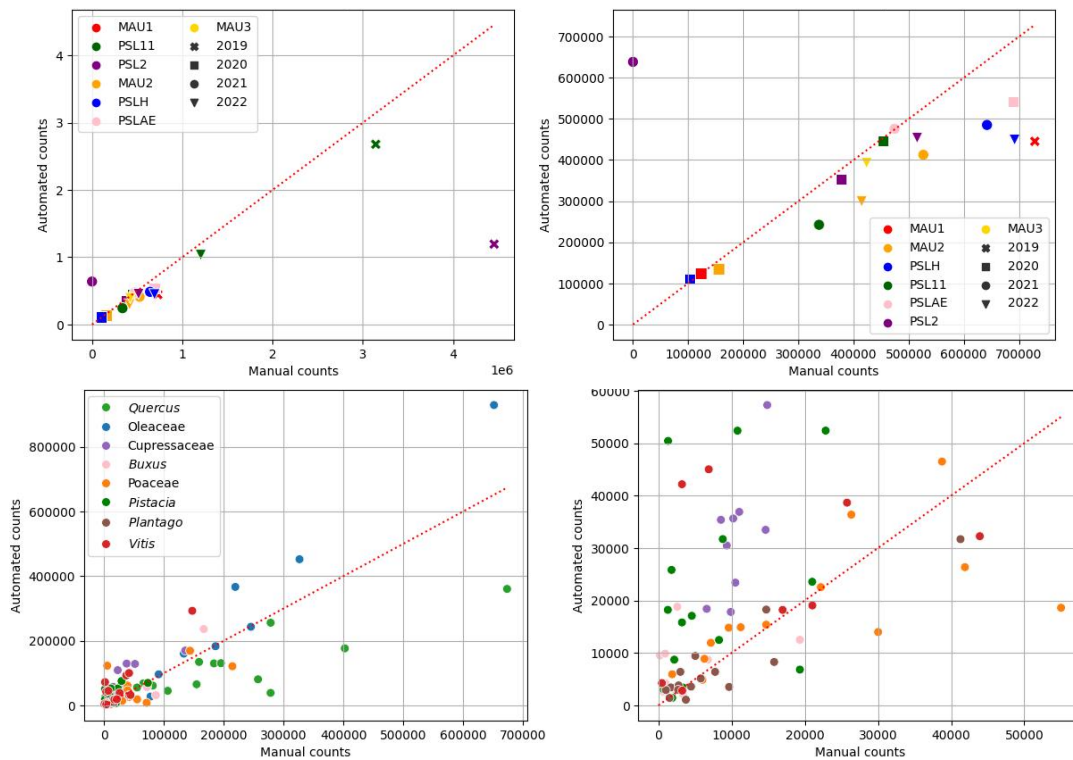 MAU1
PSL11
PSL2
MAU2
PSLH
PSLAE
MAU3
2019
2020
2021
2022
4
3
2
1
0
0
1
2
3
4
1e6
Automated counts
Manual counts
700000
600000
500000
400000
300000
200000
100000
0
0
100000 200000 300000 400000 500000 600000 700000
Automated counts
Manual counts
MAU1
MAU2
PSLH
PSL11
PSLAE
PSL2
MAU3
2019
2020
2021
2022
Quercus
Oleaceae
Cupressaceae
Buxus
Poaceae
Pistacia
Plantago
Vitis
800000
600000
400000
200000
0
0 100000 200000 300000 400000 500000 600000 700000
Automated counts
Manual counts
60000
50000
40000
30000
20000
10000
0
0 10000 20000 30000 40000 50000
Automated counts
Manual counts